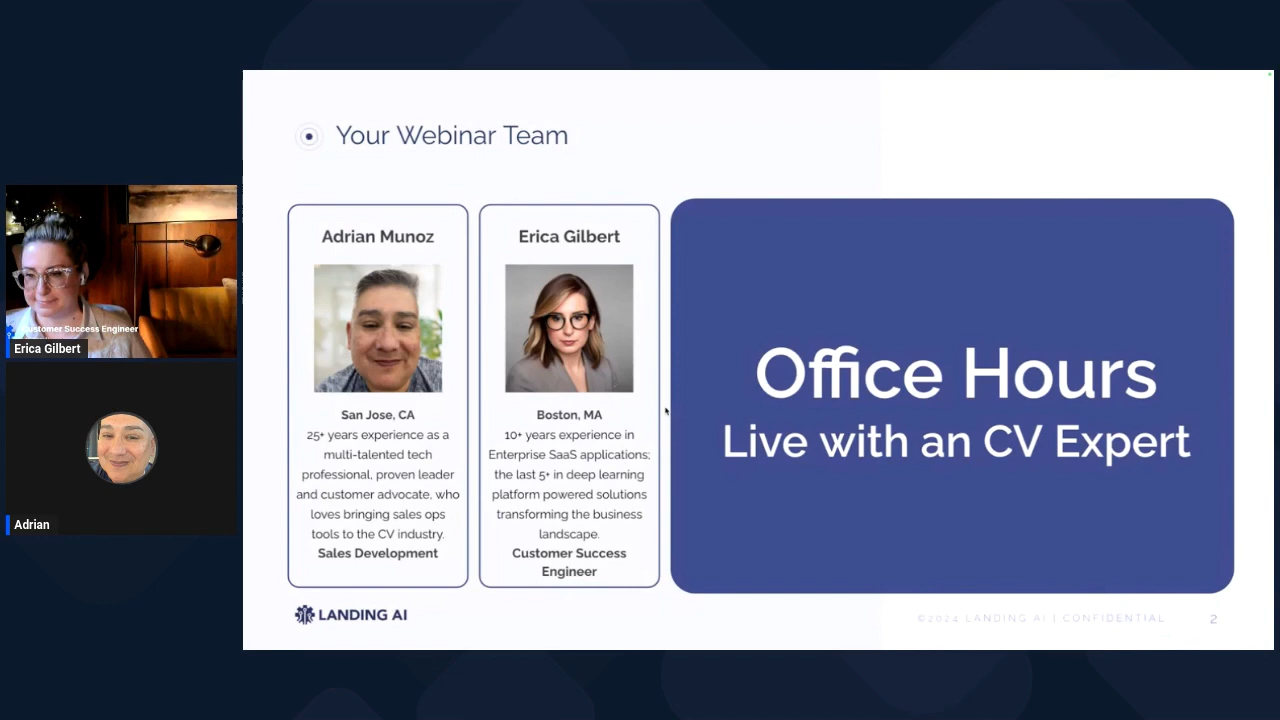 Your Webinar Team
Adrian Munoz
San Jose, CA
25+ years experience as a
multi-talented tech
professional, proven leader
and customer advocate, who
loves bringing sales ops
tools to the CV industry.
Sales Development
Erica Gilbert
Boston, MA
10+ years experience in
Enterprise SaaS applications;
the last 5+ in deep learning
platform powered solutions
transforming the business
landscape.
Customer Success
Engineer
Office Hours
Live with an CV Expert
LANDING AI
©2024 LANDING AI | CONFIDENTIAL
2
Customer Success Engineer
Erica Gilbert
Adrian